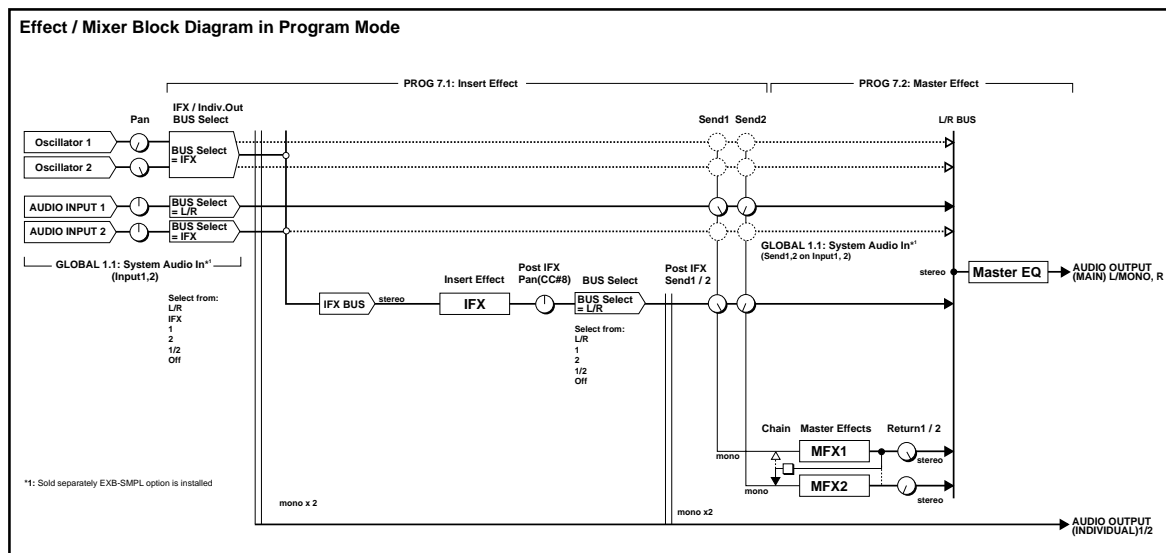 Effect / Mixer Block Diagram in Program Mode
PROG 7.1: Insert Effect
PROG 7.2: Master Effect
Pan
IFX / Indiv.Out
BUS Select
Send1
Send2
L/R BUS
Oscillator 1
BUS Select
= IFX
Oscillator 2
AUDIO INPUT 1
BUS Select
= L/R
AUDIO INPUT 2
BUS Select
= IFX
GLOBAL 1.1: System Audio In*1
(Input1,2)
GLOBAL 1.1: System Audio In*1
(Send1,2 on Input1, 2)
Select from:
L/R
IFX
1
2
1/2
Off
IFX BUS
stereo
Insert Effect
IFX
Post IFX
Pan(CC#8)
BUS Select
BUS Select
= L/R
Select from:
L/R
1
2
1/2
Off
Post IFX
Send1 / 2
stereo
Master EQ
AUDIO OUTPUT
(MAIN) L/MONO, R
Chain
Master Effects
Return1 / 2
mono
MFX1
stereo
mono
MFX2
stereo
*1: Sold separately EXB-SMPL option is installed
mono x 2
mono x2
AUDIO OUTPUT
(INDIVIDUAL)1/2